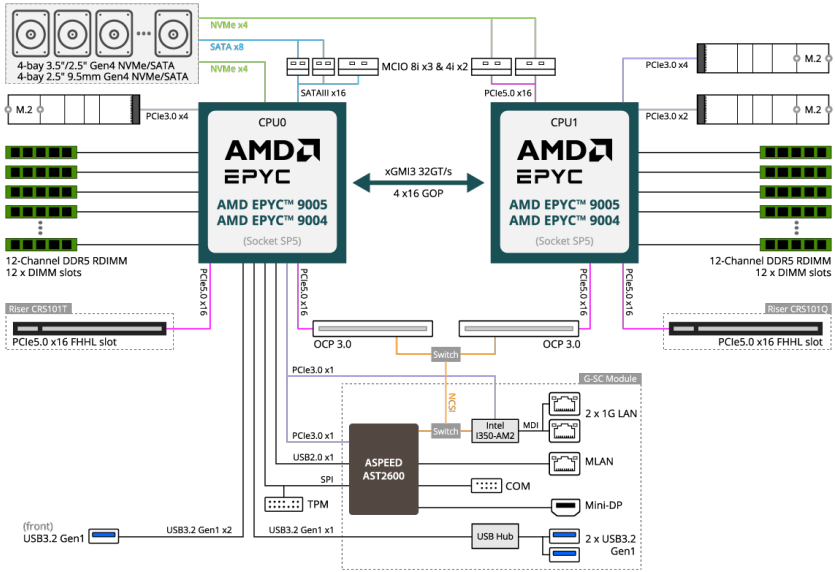 NVMe x4
SATA x8
NVMe x4
4-bay 3.5"/2.5" Gen4 NVMe/SATA
4-bay 2.5" 9.5mm Gen4 NVMe/SATA
MCIO 8i x3 & 4i x2
SATAIII x16
PCIe5.0 x16
PCIe3.0 x4
M.2
M.2
PCIe3.0 x4
PCIe3.0 x2
M.2
CPU0
AMD
EPYC
AMD EPYC™ 9005
AMD EPYC™ 9004
(Socket SP5)
xGMI3 32GT/s
4 x16 GOP
CPU1
AMD
EPYC
AMD EPYC™ 9005
AMD EPYC™ 9004
(Socket SP5)
12-Channel DDR5 RDIMM
12 x DIMM slots
12-Channel DDR5 RDIMM
12 x DIMM slots
PCIe5.0 x16
PCIe5.0 x16
PCIe5.0 x16
PCIe5.0 x16
Riser CRS101T
PCIe5.0 x16 FHHL slot
Riser CRS101Q
PCIe5.0 x16 FHHL slot
OCP 3.0
OCP 3.0
Switch
PCIe3.0 x1
G-SC Module
NCSI
PCIe3.0 x1
Switch
Intel
I350-AM2
MDI
2 x 1G LAN
USB2.0 x1
ASPEED
AST2600
MLAN
SPI
COM
TPM
Mini-DP
(front)
USB3.2 Gen1
USB3.2 Gen1 x2
USB3.2 Gen1 x1
USB Hub
2 x USB3.2
Gen1